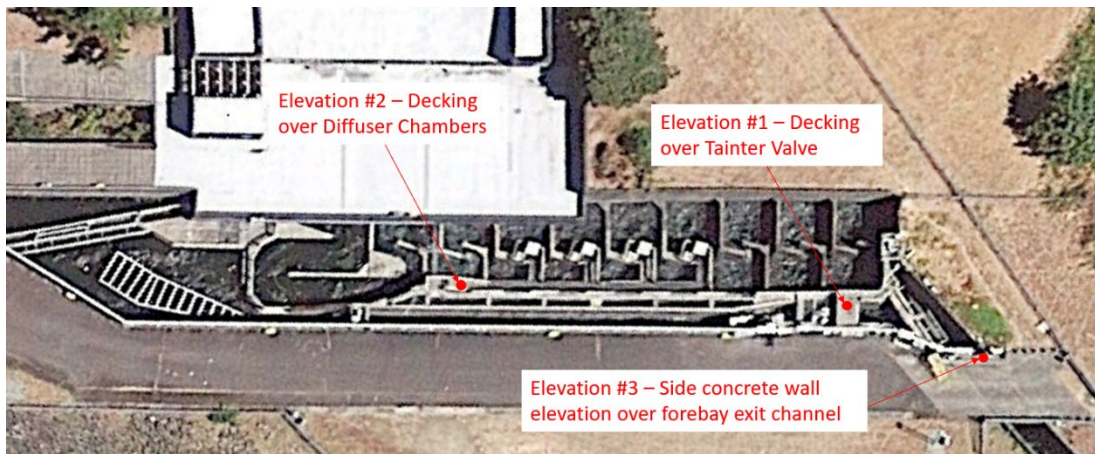 Elevation #2 – Decking
over Diffuser Chambers
Elevation #1 – Decking
over Tainter Valve
Elevation #3 – Side concrete wall
elevation over forebay exit channel